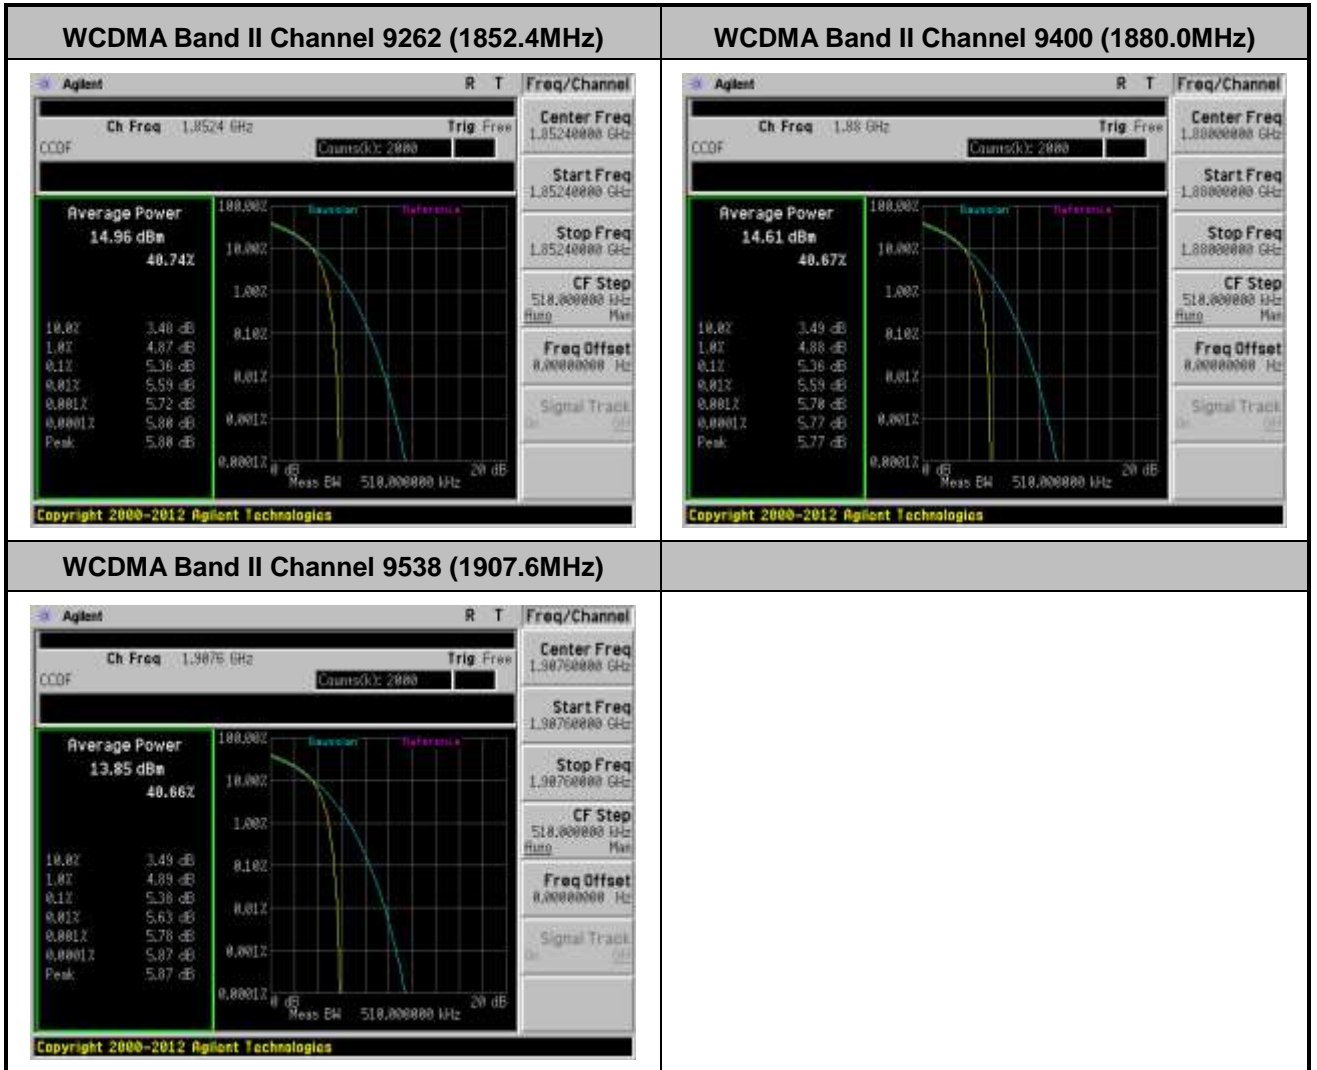 WCDMA Band II Channel 9262 (1852.4MHz)
Agilent R T Freq/Channel
Ch Freq 1.8524 GHz Trig Free
CCDF Counts(k): 2000
Center Freq
1.85240000 GHz
Start Freq
1.85240000 GHz
Stop Freq
1.85240000 GHz
CF Step
510.000000 kHz
Auto Man
Freq Offset
0.00000000 Hz
Signal Track
On Off
Average Power
14.96 dBm
40.74%
10.0% 3.48 dB
1.0% 4.87 dB
0.1% 5.36 dB
0.01% 5.59 dB
0.001% 5.72 dB
0.0001% 5.80 dB
Peak 5.80 dB
100.00%
Gaussian Reference
10.00%
1.00%
0.10%
0.01%
0.001%
0.0001%
0 dB 20 dB
Meas BW 510.000000 kHz
Copyright 2000-2012 Agilent Technologies
WCDMA Band II Channel 9400 (1880.0MHz)
Agilent R T Freq/Channel
Ch Freq 1.88 GHz Trig Free
CCDF Counts(k): 2000
Center Freq
1.88000000 GHz
Start Freq
1.88000000 GHz
Stop Freq
1.88000000 GHz
CF Step
510.000000 kHz
Auto Man
Freq Offset
0.00000000 Hz
Signal Track
On Off
Average Power
14.61 dBm
40.67%
10.0% 3.49 dB
1.0% 4.88 dB
0.1% 5.36 dB
0.01% 5.59 dB
0.001% 5.70 dB
0.0001% 5.77 dB
Peak 5.77 dB
100.00%
Gaussian Reference
10.00%
1.00%
0.10%
0.01%
0.001%
0.0001%
0 dB 20 dB
Meas BW 510.000000 kHz
Copyright 2000-2012 Agilent Technologies
WCDMA Band II Channel 9538 (1907.6MHz)
Agilent R T Freq/Channel
Ch Freq 1.9076 GHz Trig Free
CCDF Counts(k): 2000
Center Freq
1.90760000 GHz
Start Freq
1.90760000 GHz
Stop Freq
1.90760000 GHz
CF Step
510.000000 kHz
Auto Man
Freq Offset
0.00000000 Hz
Signal Track
On Off
Average Power
13.85 dBm
40.66%
10.0% 3.49 dB
1.0% 4.89 dB
0.1% 5.38 dB
0.01% 5.63 dB
0.001% 5.78 dB
0.0001% 5.87 dB
Peak 5.87 dB
100.00%
Gaussian Reference
10.00%
1.00%
0.10%
0.01%
0.001%
0.0001%
0 dB 20 dB
Meas BW 510.000000 kHz
Copyright 2000-2012 Agilent Technologies